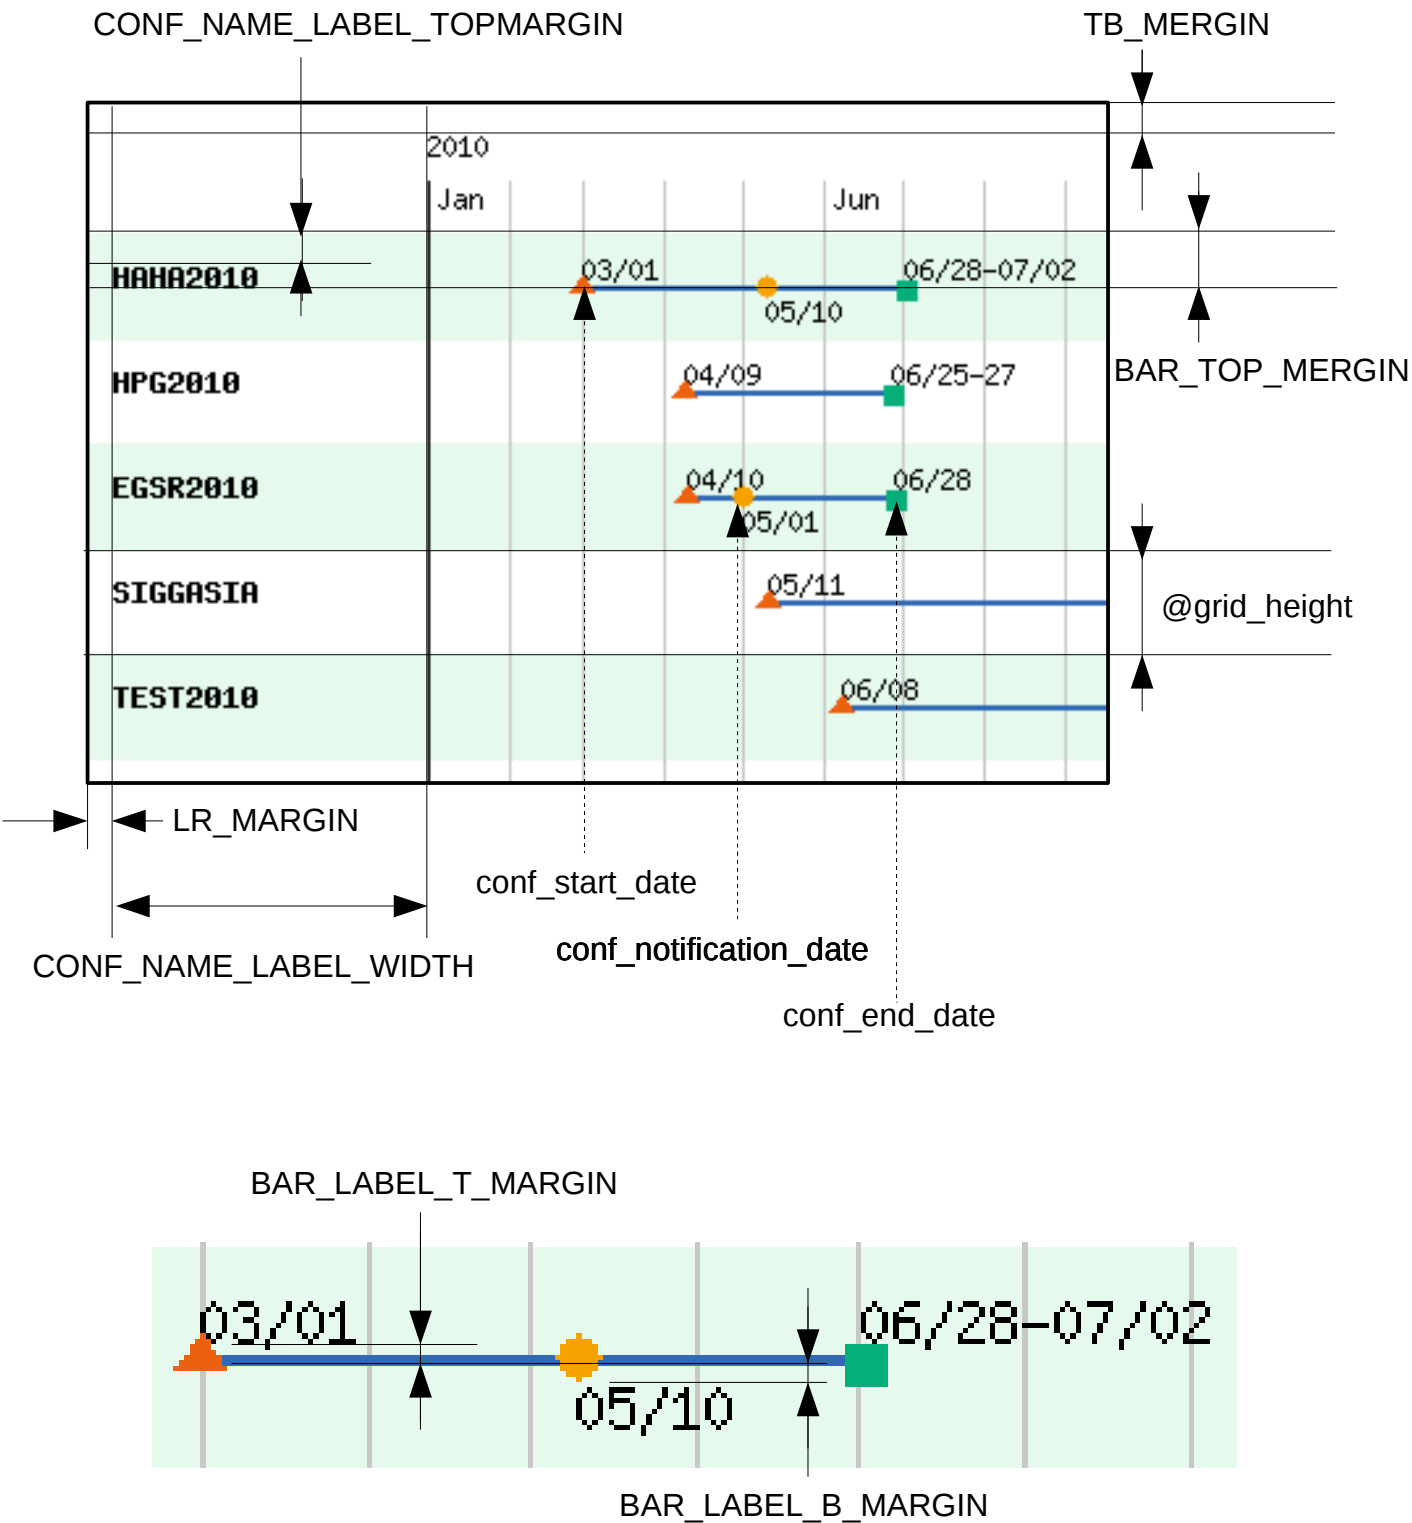 CONF_NAME_LABEL_TOPMARGIN
TB_MERGIN
2010
Jan
Jun
HAHA2010
03/01
06/28-07/02
05/10
BAR_TOP_MERGIN
HPG2010
04/09
06/25-27
EGSR2010
04/10
06/28
05/01
SIGGASIA
05/11
@grid_height
TEST2010
06/08
LR_MARGIN
conf_start_date
conf_notification_date
CONF_NAME_LABEL_WIDTH
conf_end_date
BAR_LABEL_T_MARGIN
03/01
06/28-07/02
05/10
BAR_LABEL_B_MARGIN